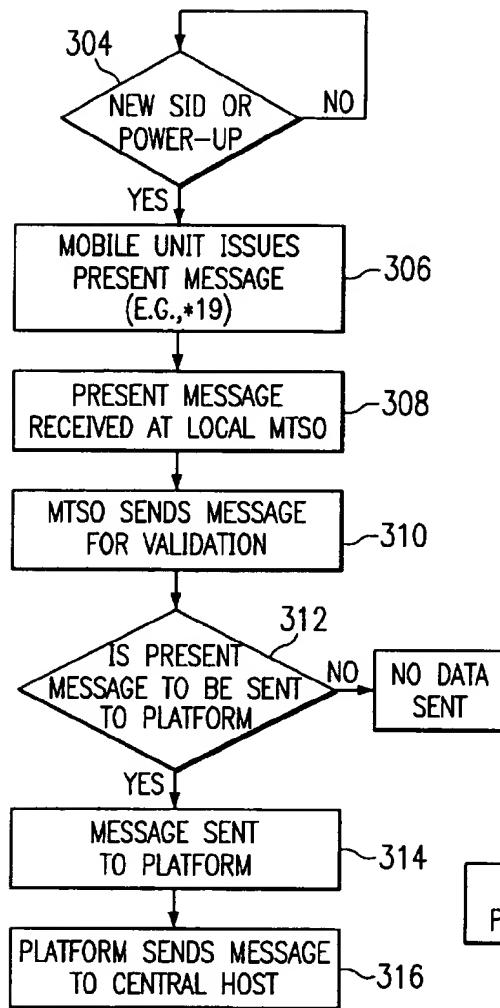 304
NEW SID OR
POWER-UP
NO
YES
MOBILE UNIT ISSUES
PRESENT MESSAGE
(E.G.,*19)
306
PRESENT MESSAGE
RECEIVED AT LOCAL MTSO
308
MTSO SENDS MESSAGE
FOR VALIDATION
310
312
IS PRESENT
MESSAGE TO BE SENT
TO PLATFORM
NO
NO DATA
SENT
YES
MESSAGE SENT
TO PLATFORM
314
P
PLATFORM SENDS MESSAGE
TO CENTRAL HOST
316